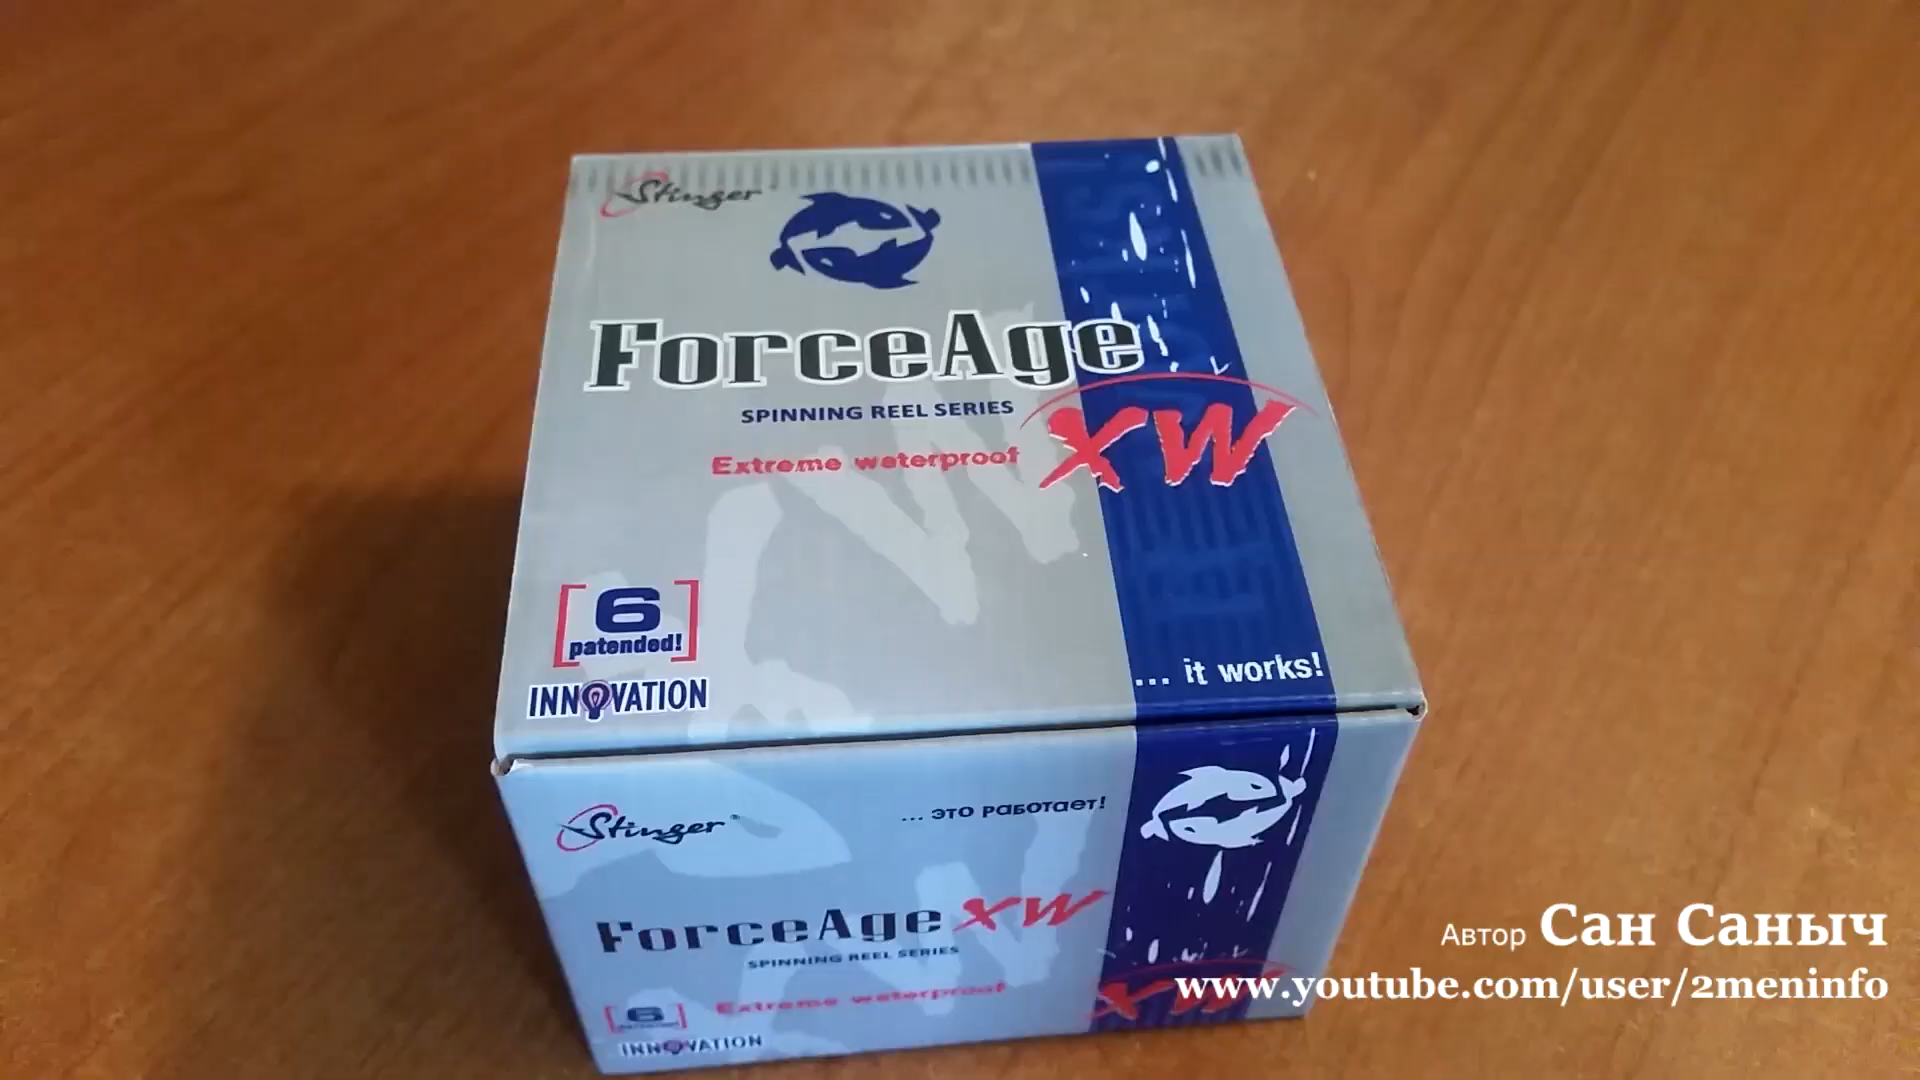 Stinger
ForceAge
SPINNING REEL SERIES
XW
Extreme waterproof
[6]
patended!
INNOVATION
... it works!
Stinger®
... это работает!
ForceAge XW
SPINNING REEL SERIES
Extreme waterproof
[6]
INNOVATION
XW
Автор Сан Саныч
www.youtube.com/user/2meninfo